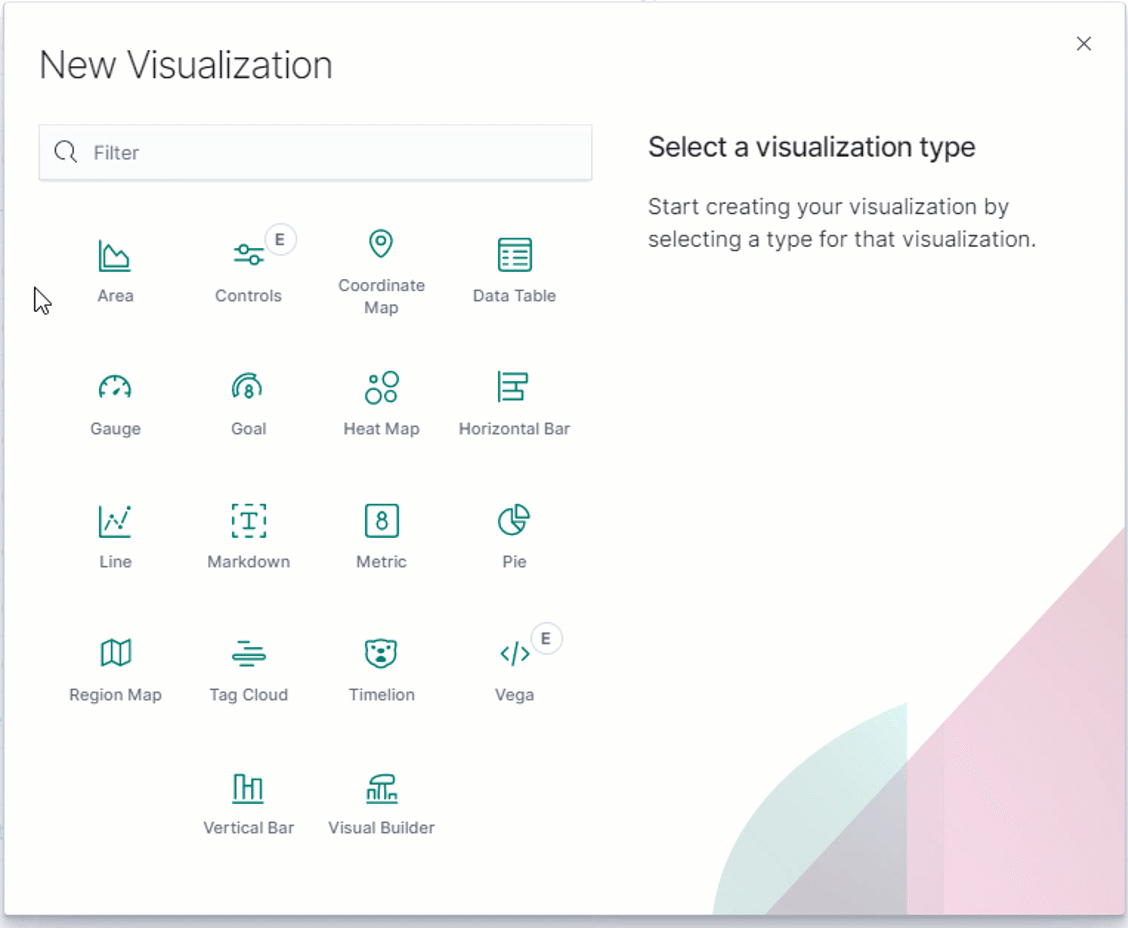 New Visualization
Filter
Select a visualization type
Start creating your visualization by
selecting a type for that visualization.
E
Area
Controls
Coordinate
Map
Data Table
8
Gauge
Goal
Heat Map
Horizontal Bar
T
8
Line
Markdown
Metric
Pie
</>
E
Region Map
Tag Cloud
Timelion
Vega
Vertical Bar
Visual Builder